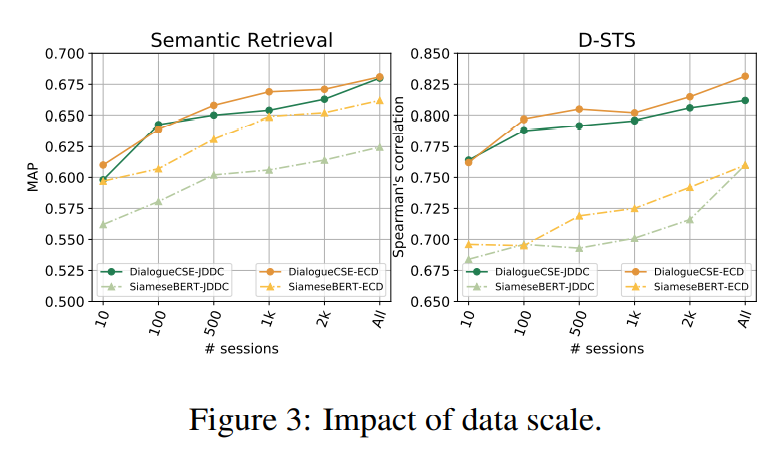 Semantic Retrieval
MAP
0.700
0.675
0.650
0.625
0.600
0.575
0.550
0.525
0.500
DialogueCSE-JDDC
SiameseBERT-JDDC
DialogueCSE-ECD
SiameseBERT-ECD
10
100
500
1k
2k
All
# sessions
D-STS
Spearman's correlation
0.850
0.825
0.800
0.775
0.750
0.725
0.700
0.675
0.650
DialogueCSE-JDDC
SiameseBERT-JDDC
DialogueCSE-ECD
SiameseBERT-ECD
10
100
500
1k
2k
All
# sessions
Figure 3: Impact of data scale.